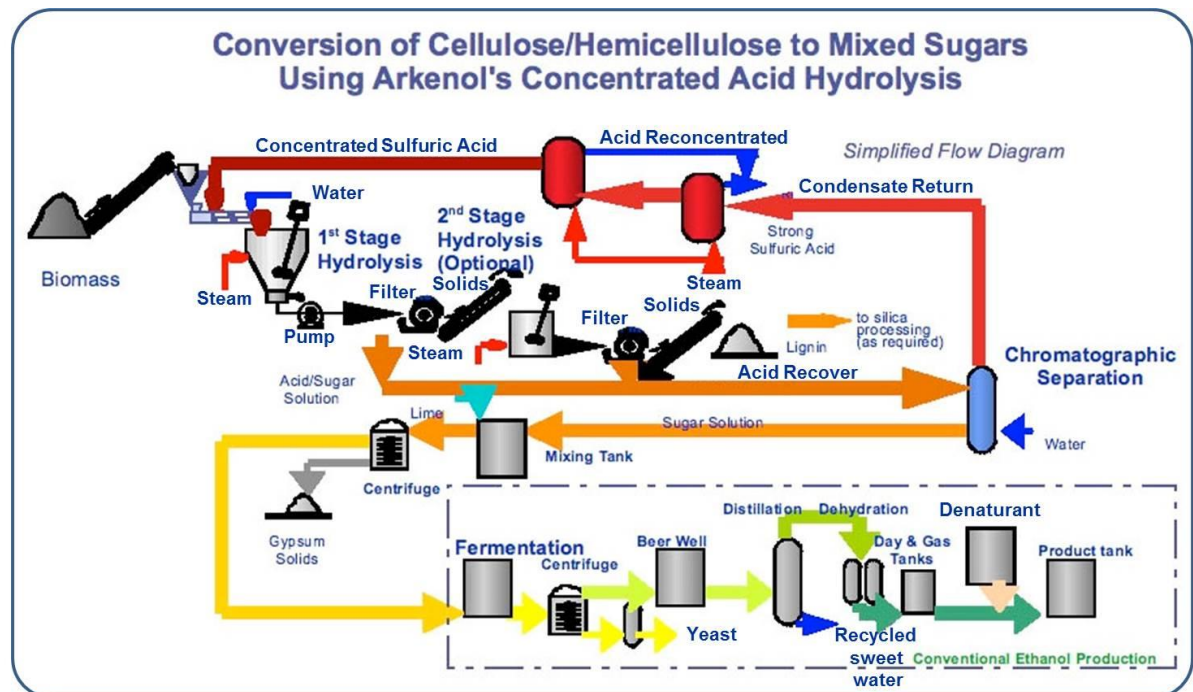 Conversion of Cellulose/Hemicellulose to Mixed Sugars
Using Arkenol's Concentrated Acid Hydrolysis
Simplified Flow Diagram
Concentrated Sulfuric Acid
Acid Reconcentrated
Condensate Return
Water
Strong
Sulfuric Acid
1st Stage
Hydrolysis
2nd Stage
Hydrolysis
(Optional)
Biomass
Steam
Pump
Filter
Solids
Steam
Steam
Filter
Solids
Lignin
to silica
processing
(as required)
Chromatographic
Separation
Acid/Sugar
Solution
Acid Recover
Lime
Sugar Solution
Water
Mixing Tank
Centrifuge
Gypsum
Solids
Fermentation
Centrifuge
Beer Well
Yeast
Distillation
Dehydration
Day & Gas
Tanks
Denaturant
Product tank
Recycled
sweet
water
Conventional Ethanol Production